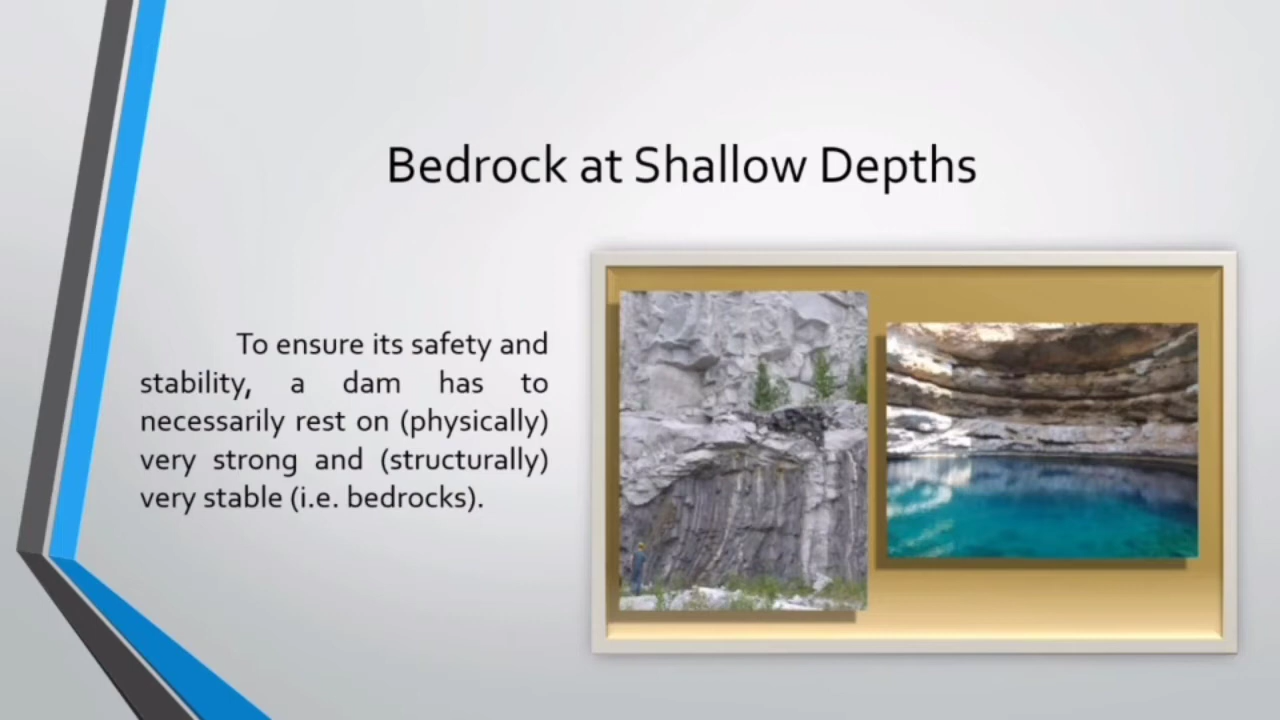 Bedrock at Shallow Depths
To ensure its safety and
stability, a dam has to
necessarily rest on (physically)
very strong and (structurally)
very stable (i.e. bedrocks).